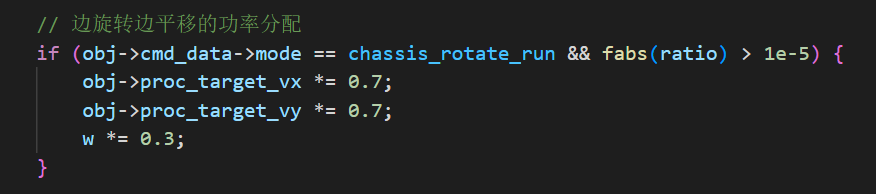 // 边旋转边平移的功率分配
if (obj->cmd_data->mode == chassis_rotate_run && fabs(ratio) > 1e-5) {
    obj->proc_target_vx *= 0.7;
    obj->proc_target_vy *= 0.7;
    w *= 0.3;
}